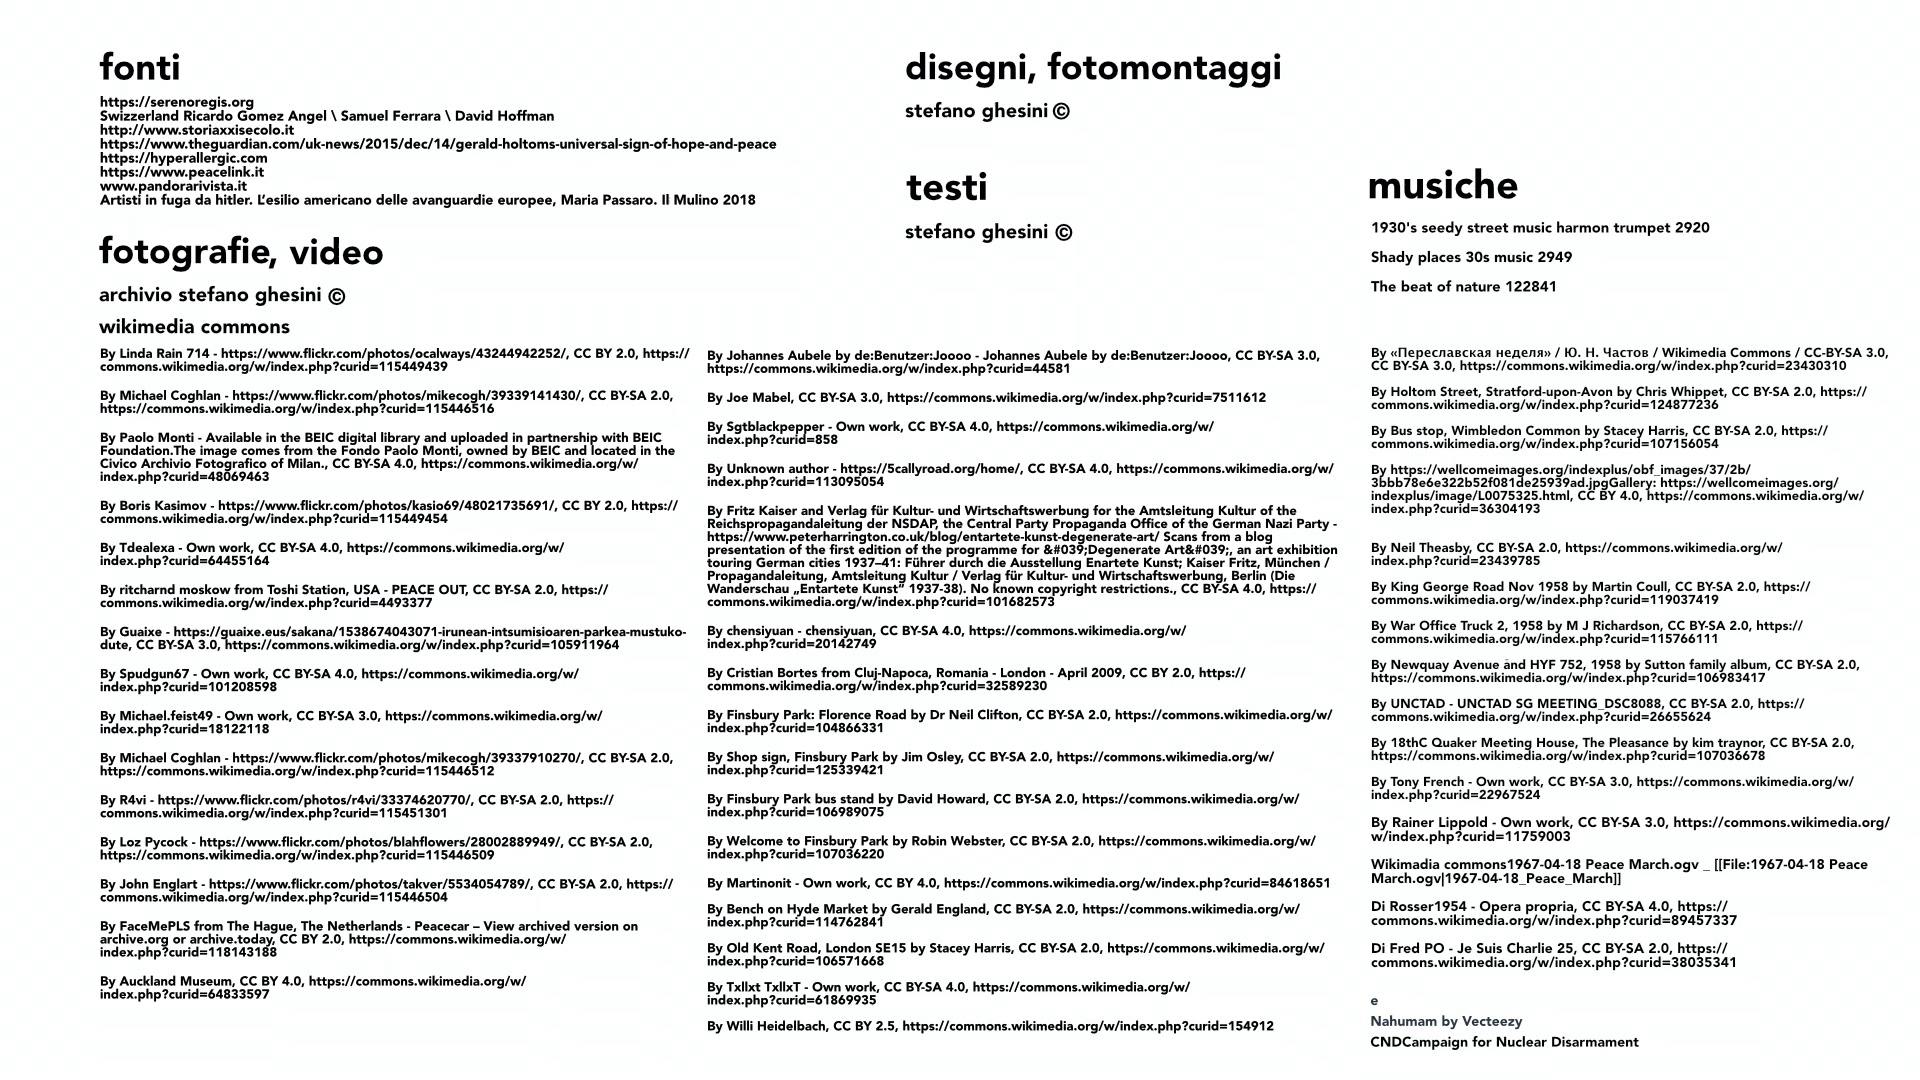 fonti
https://serenoregis.org
Swizzerland Ricardo Gomez Angel \ Samuel Ferrara \ David Hoffman
http://www.storiaxxisecolo.it
https://www.theguardian.com/uk-news/2015/dec/14/gerald-holtoms-universal-sign-of-hope-and-peace
https://hyperallergic.com
https://www.peacelink.it
www.pandorarivista.it
Artisti in fuga da hitler. L'esilio americano delle avanguardie europee, Maria Passaro. Il Mulino 2018
disegni, fotomontaggi
stefano ghesini ©
testi
stefano ghesini ©
musiche
1930's seedy street music harmon trumpet 2920
Shady places 30s music 2949
The beat of nature 122841
fotografie, video
archivio stefano ghesini ©
wikimedia commons
By Linda Rain 714 - https://www.flickr.com/photos/ocalways/43244942252/, CC BY 2.0, https://
commons.wikimedia.org/w/index.php?curid=115449439
By Michael Coghlan - https://www.flickr.com/photos/mikecogh/39339141430/, CC BY-SA 2.0,
https://commons.wikimedia.org/w/index.php?curid=115446516
By Paolo Monti - Available in the BEIC digital library and uploaded in partnership with BEIC
Foundation.The image comes from the Fondo Paolo Monti, owned by BEIC and located in the
Civico Archivio Fotografico of Milan., CC BY-SA 4.0, https://commons.wikimedia.org/w/
index.php?curid=48069463
By Boris Kasimov - https://www.flickr.com/photos/kasio69/48021735691/, CC BY 2.0, https://
commons.wikimedia.org/w/index.php?curid=115449454
By Tdealexa - Own work, CC BY-SA 4.0, https://commons.wikimedia.org/w/
index.php?curid=64455164
By ritcharnd moskow from Toshi Station, USA - PEACE OUT, CC BY-SA 2.0, https://
commons.wikimedia.org/w/index.php?curid=4493377
By Guaixe - https://guaixe.eus/sakana/1538674043071-irunean-intsumisioaren-parkea-mustuko-
dute, CC BY-SA 3.0, https://commons.wikimedia.org/w/index.php?curid=105911964
By Spudgun67 - Own work, CC BY-SA 4.0, https://commons.wikimedia.org/w/
index.php?curid=101208598
By Michael.feist49 - Own work, CC BY-SA 3.0, https://commons.wikimedia.org/w/
index.php?curid=18122118
By Michael Coghlan - https://www.flickr.com/photos/mikecogh/39337910270/, CC BY-SA 2.0,
https://commons.wikimedia.org/w/index.php?curid=115446512
By R4vi - https://www.flickr.com/photos/r4vi/33374620770/, CC BY-SA 2.0, https://
commons.wikimedia.org/w/index.php?curid=115451301
By Loz Pycock - https://www.flickr.com/photos/blahflowers/28002889949/, CC BY-SA 2.0,
https://commons.wikimedia.org/w/index.php?curid=115446509
By John Englart - https://www.flickr.com/photos/takver/5534054789/, CC BY-SA 2.0, https://
commons.wikimedia.org/w/index.php?curid=115446504
By FaceMePLS from The Hague, The Netherlands - Peacecar – View archived version on
archive.org or archive.today, CC BY 2.0, https://commons.wikimedia.org/w/
index.php?curid=118143188
By Auckland Museum, CC BY 4.0, https://commons.wikimedia.org/w/
index.php?curid=64833597
By Johannes Aubele by de:Benutzer:Joooo - Johannes Aubele by de:Benutzer:Joooo, CC BY-SA 3.0,
https://commons.wikimedia.org/w/index.php?curid=44581
By Joe Mabel, CC BY-SA 3.0, https://commons.wikimedia.org/w/index.php?curid=7511612
By Sgtblackpepper - Own work, CC BY-SA 4.0, https://commons.wikimedia.org/w/
index.php?curid=858
By Unknown author - https://5callyroad.org/home/, CC BY-SA 4.0, https://commons.wikimedia.org/w/
index.php?curid=113095054
By Fritz Kaiser and Verlag für Kultur- und Wirtschaftswerbung for the Amtsleitung Kultur of the
Reichspropagandaleitung der NSDAP, the Central Party Propaganda Office of the German Nazi Party -
https://www.peterharrington.co.uk/blog/entartete-kunst-degenerate-art/ Scans from a blog
presentation of the first edition of the programme for &#039;Degenerate Art&#039;, an art exhibition
touring German cities 1937–41: Führer durch die Ausstellung Enartete Kunst; Kaiser Fritz, München /
Propagandaleitung, Amtsleitung Kultur / Verlag für Kultur- und Wirtschaftswerbung, Berlin (Die
Wanderschau „Entartete Kunst" 1937-38). No known copyright restrictions., CC BY-SA 4.0, https://
commons.wikimedia.org/w/index.php?curid=101682573
By chensiyuan - chensiyuan, CC BY-SA 4.0, https://commons.wikimedia.org/w/
index.php?curid=20142749
By Cristian Bortes from Cluj-Napoca, Romania - London - April 2009, CC BY 2.0, https://
commons.wikimedia.org/w/index.php?curid=32589230
By Finsbury Park: Florence Road by Dr Neil Clifton, CC BY-SA 2.0, https://commons.wikimedia.org/w/
index.php?curid=104866331
By Shop sign, Finsbury Park by Jim Osley, CC BY-SA 2.0, https://commons.wikimedia.org/w/
index.php?curid=125339421
By Finsbury Park bus stand by David Howard, CC BY-SA 2.0, https://commons.wikimedia.org/w/
index.php?curid=106989075
By Welcome to Finsbury Park by Robin Webster, CC BY-SA 2.0, https://commons.wikimedia.org/w/
index.php?curid=107036220
By Martinonit - Own work, CC BY 4.0, https://commons.wikimedia.org/w/index.php?curid=84618651
By Bench on Hyde Market by Gerald England, CC BY-SA 2.0, https://commons.wikimedia.org/w/
index.php?curid=114762841
By Old Kent Road, London SE15 by Stacey Harris, CC BY-SA 2.0, https://commons.wikimedia.org/w/
index.php?curid=106571668
By Txllxt TxllxT - Own work, CC BY-SA 4.0, https://commons.wikimedia.org/w/
index.php?curid=61869935
By Willi Heidelbach, CC BY 2.5, https://commons.wikimedia.org/w/index.php?curid=154912
By «Переславская неделя» / Ю. Н. Частов / Wikimedia Commons / CC-BY-SA 3.0,
CC BY-SA 3.0, https://commons.wikimedia.org/w/index.php?curid=23430310
By Holtom Street, Stratford-upon-Avon by Chris Whippet, CC BY-SA 2.0, https://
commons.wikimedia.org/w/index.php?curid=124877236
By Bus stop, Wimbledon Common by Stacey Harris, CC BY-SA 2.0, https://
commons.wikimedia.org/w/index.php?curid=107156054
By https://wellcomeimages.org/indexplus/obf_images/37/2b/
3bbb78e6e322b52f081de25939ad.jpgGallery: https://wellcomeimages.org/
indexplus/image/L0075325.html, CC BY 4.0, https://commons.wikimedia.org/w/
index.php?curid=36304193
By Neil Theasby, CC BY-SA 2.0, https://commons.wikimedia.org/w/
index.php?curid=23439785
By King George Road Nov 1958 by Martin Coull, CC BY-SA 2.0, https://
commons.wikimedia.org/w/index.php?curid=119037419
By War Office Truck 2, 1958 by M J Richardson, CC BY-SA 2.0, https://
commons.wikimedia.org/w/index.php?curid=115766111
By Newquay Avenue and HYF 752, 1958 by Sutton family album, CC BY-SA 2.0,
https://commons.wikimedia.org/w/index.php?curid=106983417
By UNCTAD - UNCTAD SG MEETING_DSC8088, CC BY-SA 2.0, https://
commons.wikimedia.org/w/index.php?curid=26655624
By 18thC Quaker Meeting House, The Pleasance by kim traynor, CC BY-SA 2.0,
https://commons.wikimedia.org/w/index.php?curid=107036678
By Tony French - Own work, CC BY-SA 3.0, https://commons.wikimedia.org/w/
index.php?curid=22967524
By Rainer Lippold - Own work, CC BY-SA 3.0, https://commons.wikimedia.org/
w/index.php?curid=11759003
Wikimadia commons1967-04-18 Peace March.ogv _ [[File:1967-04-18 Peace
March.ogv|1967-04-18_Peace_March]]
Di Rosser1954 - Opera propria, CC BY-SA 4.0, https://
commons.wikimedia.org/w/index.php?curid=89457337
Di Fred PO - Je Suis Charlie 25, CC BY-SA 2.0, https://
commons.wikimedia.org/w/index.php?curid=38035341
e
Nahumam by Vecteezy
CNDCampaign for Nuclear Disarmament